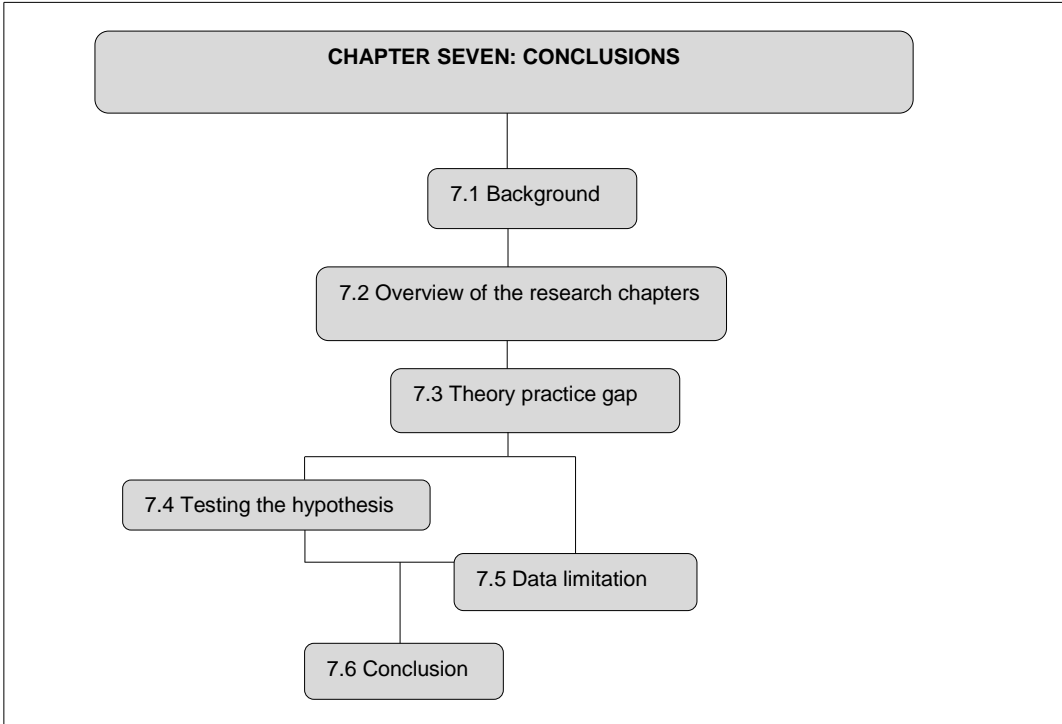 CHAPTER SEVEN: CONCLUSIONS
7.1 Background
7.2 Overview of the research chapters
7.3 Theory practice gap
7.4 Testing the hypothesis
7.5 Data limitation
7.6 Conclusion